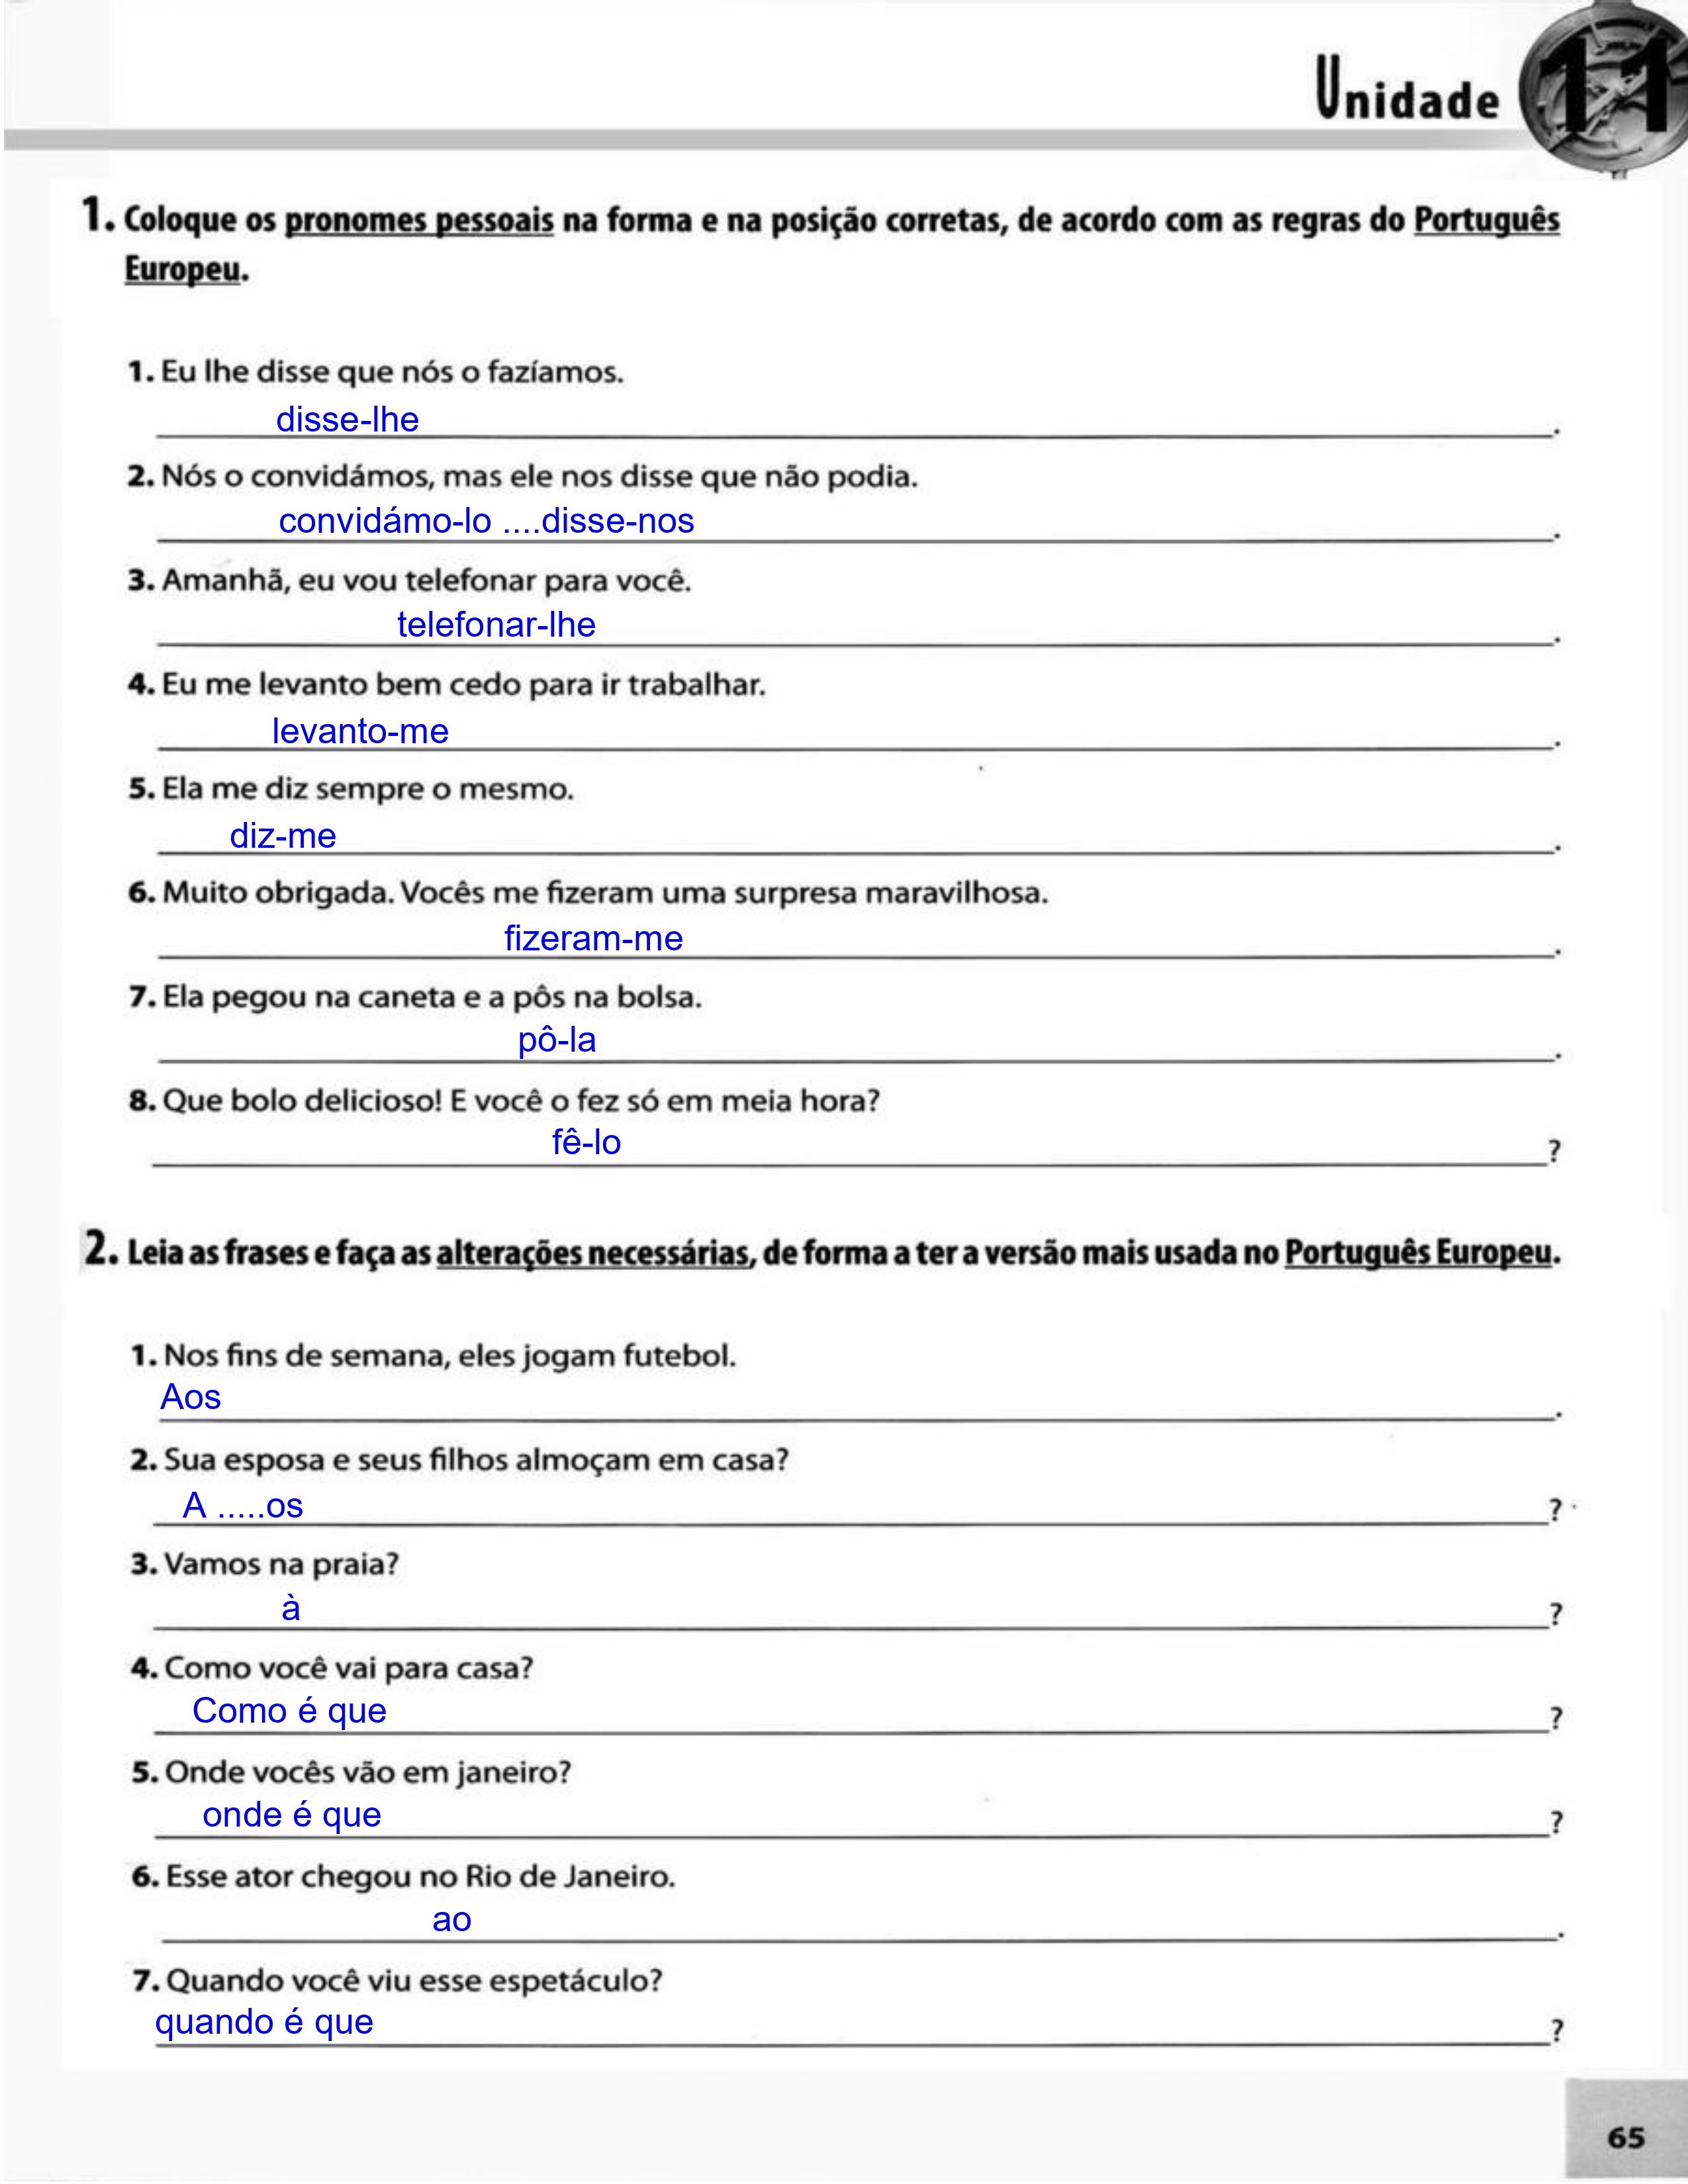 Unidade 11
1. Coloque os pronomes pessoais na forma e na posição corretas, de acordo com as regras do Português
Europeu.
1. Eu lhe disse que nós o fazíamos.
disse-lhe
.
2. Nós o convidámos, mas ele nos disse que não podia.
convidámo-lo ....disse-nos
.
3. Amanhã, eu vou telefonar para você.
telefonar-lhe
.
4. Eu me levanto bem cedo para ir trabalhar.
levanto-me
.
5. Ela me diz sempre o mesmo.
diz-me
.
6. Muito obrigada. Vocês me fizeram uma surpresa maravilhosa.
fizeram-me
.
7. Ela pegou na caneta e a pôs na bolsa.
pô-la
.
8. Que bolo delicioso! E você o fez só em meia hora?
fê-lo
?
2. Leia as frases e faça as alterações necessárias, de forma a ter a versão mais usada no Português Europeu.
1. Nos fins de semana, eles jogam futebol.
Aos
.
2. Sua esposa e seus filhos almoçam em casa?
A .....os
?
3. Vamos na praia?
à
?
4. Como você vai para casa?
Como é que
?
5. Onde vocês vão em janeiro?
onde é que
?
6. Esse ator chegou no Rio de Janeiro.
ao
.
7. Quando você viu esse espetáculo?
quando é que
?
65